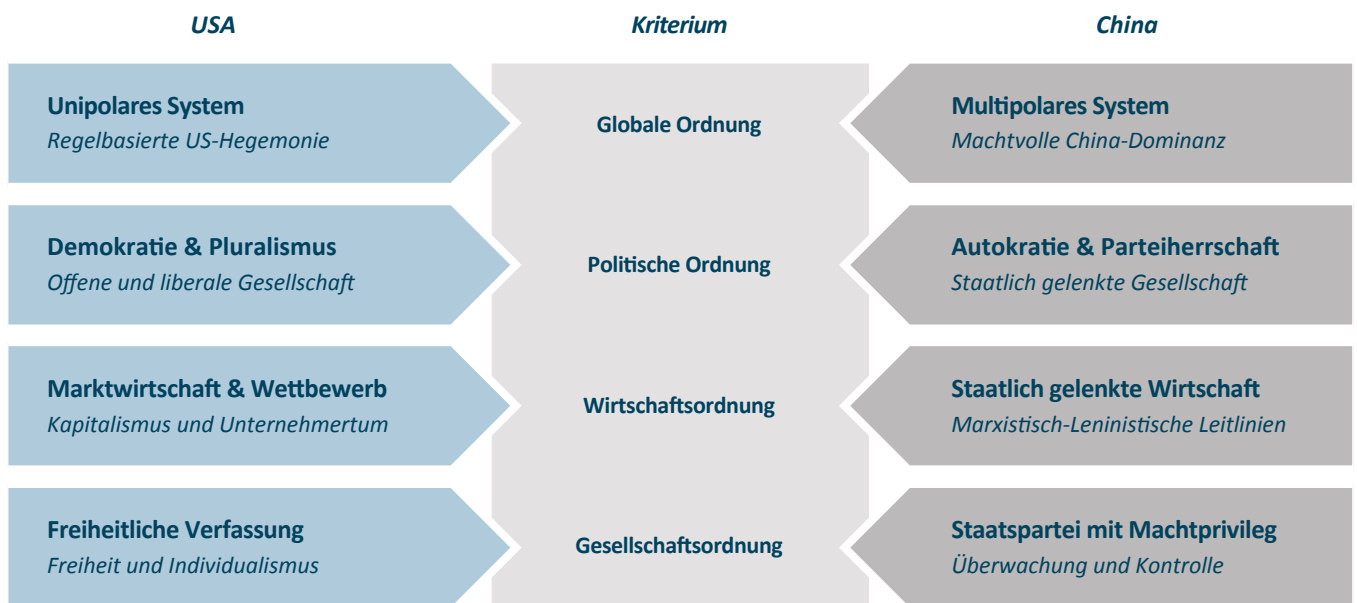 USA Kriterium China
Unipolares System
Regelbasierte US-Hegemonie
Globale Ordnung
Multipolares System
Machtvolle China-Dominanz
Demokratie & Pluralismus
Offene und liberale Gesellschaft
Politische Ordnung
Autokratie & Parteiherrschaft
Staatlich gelenkte Gesellschaft
Marktwirtschaft & Wettbewerb
Kapitalismus und Unternehmertum
Wirtschaftsordnung
Staatlich gelenkte Wirtschaft
Marxistisch-Leninistische Leitlinien
Freiheitliche Verfassung
Freiheit und Individualismus
Gesellschaftsordnung
Staatspartei mit Machtprivileg
Überwachung und Kontrolle